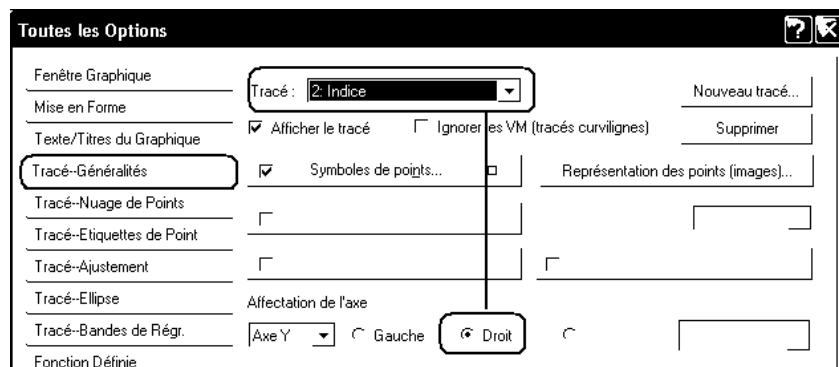 Toutes les Options
Fenêtre Graphique
Mise en Forme
Texte/Titres du Graphique
Tracé--Généralités
Tracé--Nuage de Points
Tracé--Etiquettes de Point
Tracé--Ajustement
Tracé--Ellipse
Tracé--Bandes de Régr.
Fonction Définie
Tracé : 2: Indice
Nouveau tracé...
Afficher le tracé Ignorer les VM (tracés curvilignes) Supprimer
Symboles de points... Représentation des points (images)...
Affectation de l'axe
Axe Y Gauche Droit